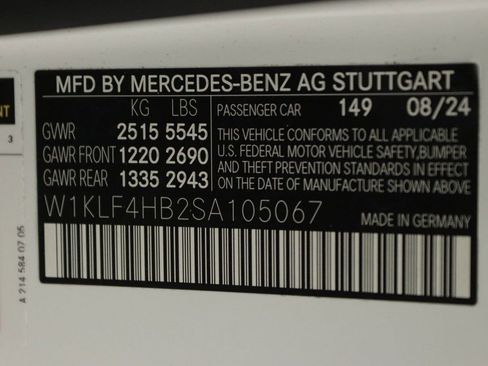 MFD BY MERCEDES-BENZ AG STUTTGART
KG LBS PASSENGER CAR 149 08/24
GVWR 2515 5545 THIS VEHICLE CONFORMS TO ALL APPLICABLE
GAWR FRONT 1220 2690 U.S. FEDERAL MOTOR VEHICLE SAFETY, BUMPER
GAWR REAR 1335 2943 AND THEFT PREVENTION STANDARDS IN EFFECT
ON THE DATE OF MANUFACTURE SHOWN ABOVE
W1KLF4HB2SA105067 MADE IN GERMANY
NT
3
A 214 584 07 05